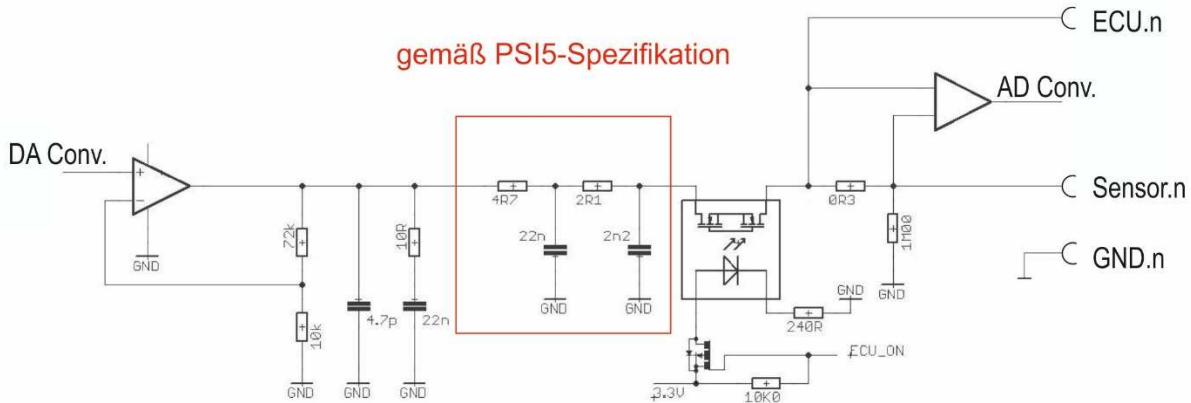 gemäß PSI5-Spezifikation
ECU.n
AD Conv.
DA Conv.
+
-
4R7
2R1
0R3
Sensor.n
72k
10R
22n
2n2
1M00
GND
GND
GND
GND.n
GND
GND
10k
4.7p
22n
240R
ECU_ON
3.3V
10K0
GND
GND
GND